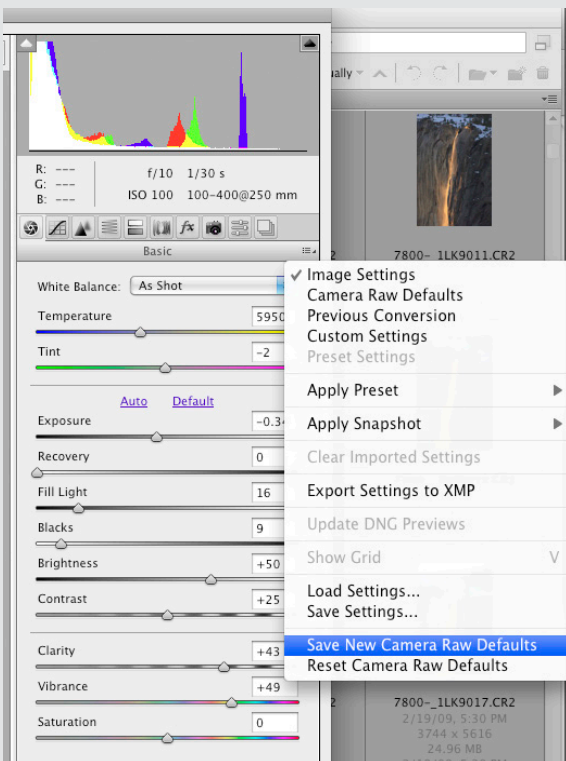 ually
R: ---
G: ---
B: ---
f/10 1/30 s
ISO 100 100-400@250 mm
fx
Basic
7800-_1LK9011.CR2
White Balance: As Shot
Temperature 5950
Tint -2
Auto Default
Exposure -0.34
Recovery 0
Fill Light 16
Blacks 9
Brightness +50
Contrast +25
Clarity +43
Vibrance +49
Saturation 0
✓ Image Settings
Camera Raw Defaults
Previous Conversion
Custom Settings
Preset Settings
Apply Preset
Apply Snapshot
Clear Imported Settings
Export Settings to XMP
Update DNG Previews
Show Grid V
Load Settings...
Save Settings...
Save New Camera Raw Defaults
Reset Camera Raw Defaults
2
2
7800-_1LK9017.CR2
2/19/09, 5:30 PM
3744 x 5616
24.96 MB